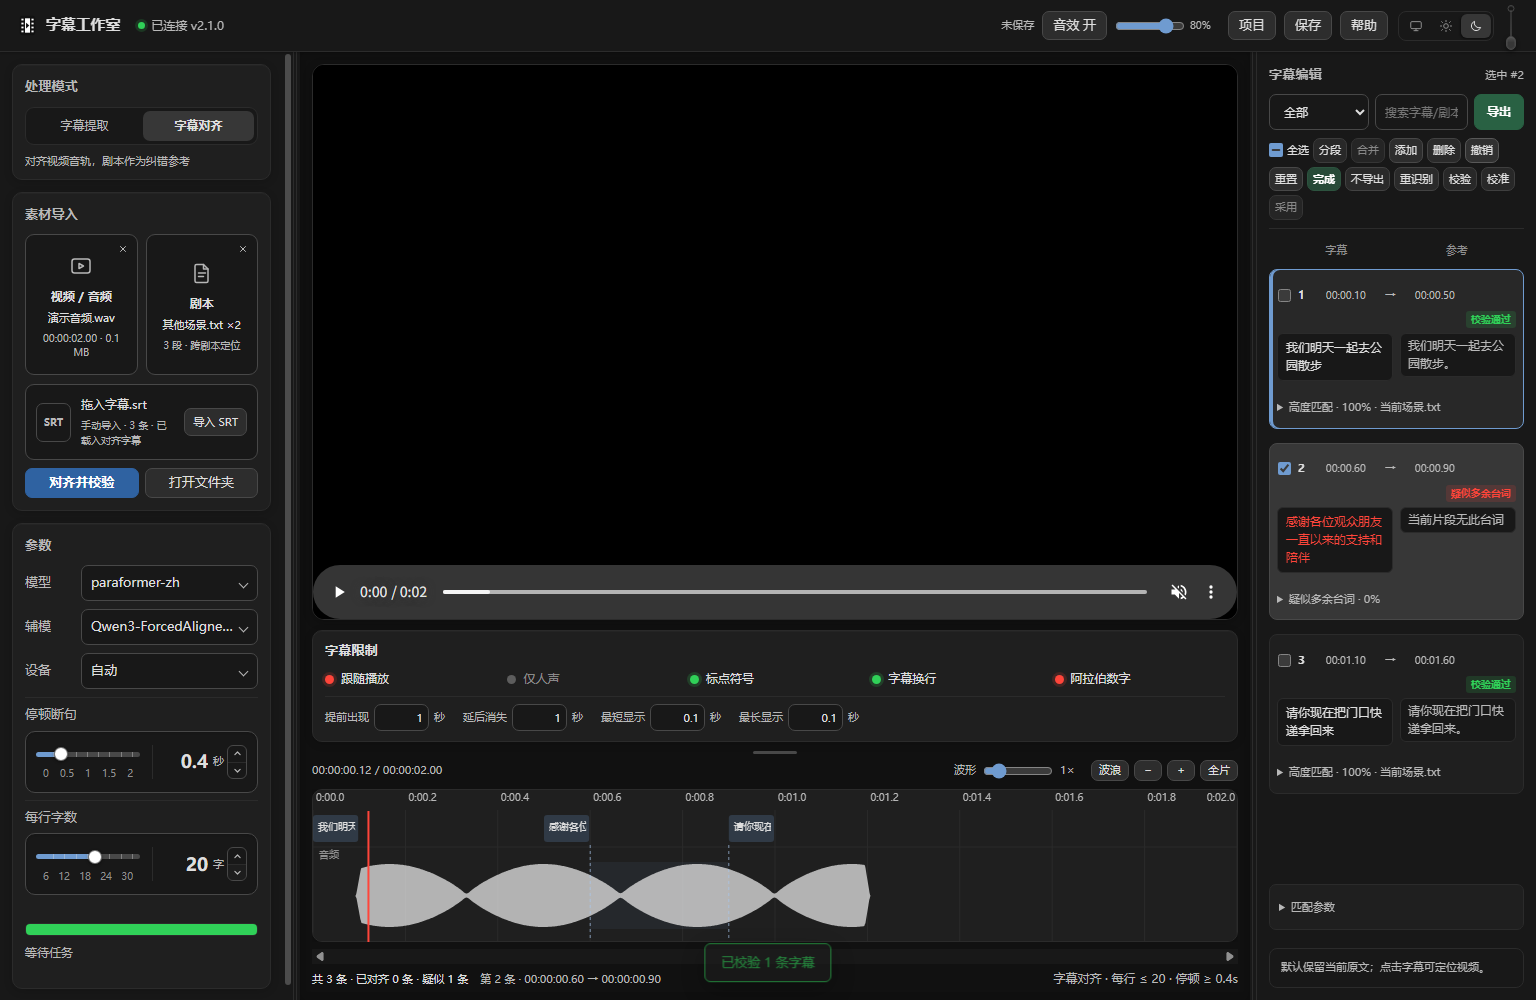 字幕工作室
已连接 v2.1.0
未保存
音效 开
80%
项目
保存
帮助
处理模式
字幕提取
字幕对齐
对齐视频音轨，剧本作为纠错参考
素材导入
×
视频 / 音频
演示音频.wav
00:00:02.00 · 0.1
MB
×
剧本
其他场景.txt ×2
3 段 · 跨剧本定位
SRT
拖入字幕.srt
手动导入 · 3 条 · 已
载入对齐字幕
导入 SRT
对齐并校验
打开文件夹
参数
模型
paraformer-zh
辅模
Qwen3-ForcedAligne...
设备
自动
停顿断句
0 0.5 1 1.5 2
0.4 秒
每行字数
6 12 18 24 30
20 字
等待任务
0:00 / 0:02
字幕限制
跟随播放
仅人声
标点符号
字幕换行
阿拉伯数字
提前出现 1 秒
延后消失 1 秒
最短显示 0.1 秒
最长显示 0.1 秒
00:00:00.12 / 00:00:02.00
波形
1×
波浪
−
+
全片
0:00.0 0:00.2 0:00.4 0:00.6 0:00.8 0:01.0 0:01.2 0:01.4 0:01.6 0:01.8 0:02.0
我们明天
感谢各位
请你现在
音频
已校验 1 条字幕
共 3 条 · 已对齐 0 条 · 疑似 1 条
第 2 条 · 00:00:00.60 → 00:00:00.90
字幕对齐 · 每行 ≤ 20 · 停顿 ≥ 0.4s
字幕编辑
选中 #2
全部
搜索字幕/剧本
导出
全选
分段
合并
添加
删除
撤销
重置
完成
不导出
重识别
校验
校准
采用
字幕
参考
1
00:00.10 → 00:00.50
校验通过
我们明天一起去公
园散步
我们明天一起去公
园散步。
高度匹配 · 100% · 当前场景.txt
2
00:00.60 → 00:00.90
疑似多余台词
感谢各位观众朋友
一直以来的支持和
陪伴
当前片段无此台词
疑似多余台词 · 0%
3
00:01.10 → 00:01.60
校验通过
请你现在把门口快
递拿回来
请你现在把门口快
递拿回来。
高度匹配 · 100% · 当前场景.txt
匹配参数
默认保留当前原文；点击字幕可定位视频。